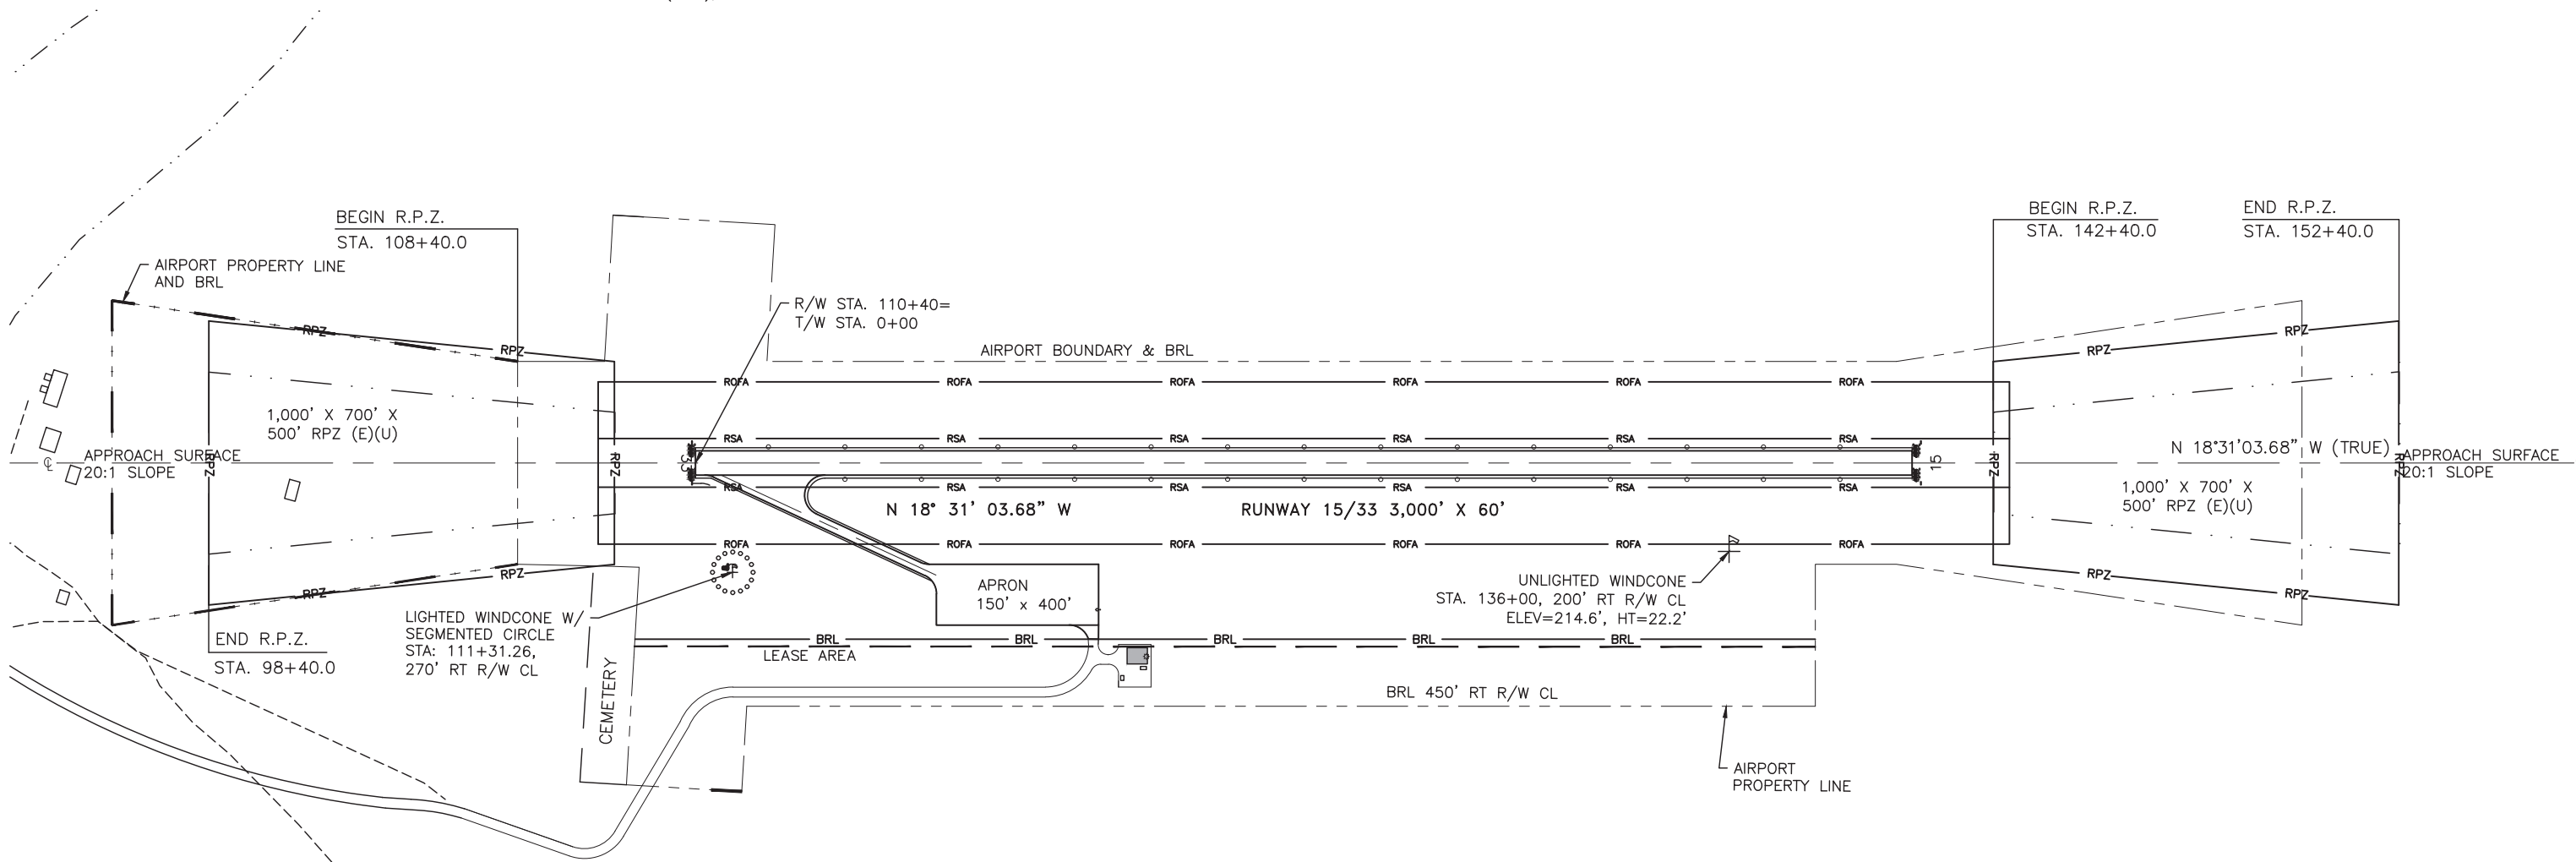 BEGIN R.P.Z.
STA. 108+40.0
BEGIN R.P.Z.
STA. 142+40.0
END R.P.Z.
STA. 152+40.0
AIRPORT PROPERTY LINE
AND BRL
R/W STA. 110+40=
T/W STA. 0+00
AIRPORT BOUNDARY & BRL
RPZ
RPZ
RPZ
RPZ
ROFA
ROFA
ROFA
ROFA
ROFA
ROFA
1,000' X 700' X
500' RPZ (E)(U)
RSA
RSA
RSA
RSA
RSA
RSA
APPROACH SURFACE
20:1 SLOPE
RPZ
RPZ
33
15
RPZ
N 18°31'03.68" W (TRUE)
RPZ
APPROACH SURFACE
20:1 SLOPE
RSA
RSA
RSA
RSA
RSA
RSA
1,000' X 700' X
500' RPZ (E)(U)
N 18° 31' 03.68" W
RUNWAY 15/33 3,000' X 60'
ROFA
ROFA
ROFA
ROFA
ROFA
ROFA
RPZ
RPZ
RPZ
RPZ
APRON
150' x 400'
UNLIGHTED WINDCONE
STA. 136+00, 200' RT R/W CL
ELEV=214.6', HT=22.2'
LIGHTED WINDCONE W/
SEGMENTED CIRCLE
STA: 111+31.26,
270' RT R/W CL
END R.P.Z.
STA. 98+40.0
BRL
BRL
BRL
BRL
BRL
LEASE AREA
CEMETERY
BRL 450' RT R/W CL
AIRPORT
PROPERTY LINE